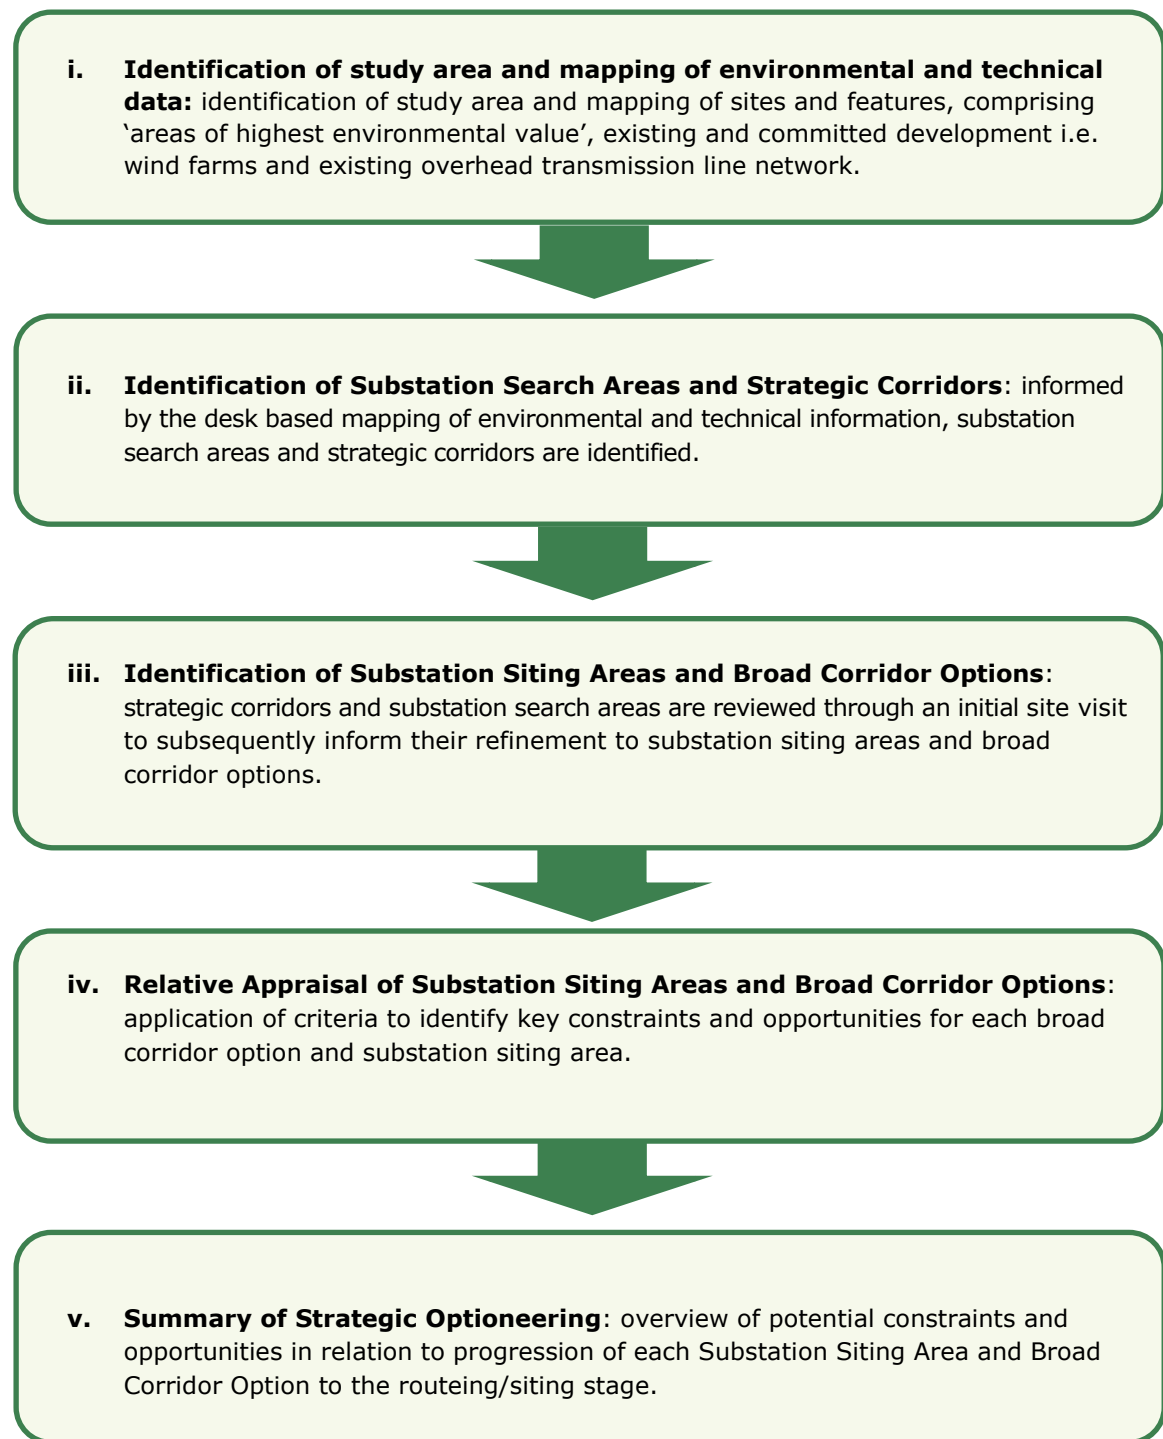 i. Identification of study area and mapping of environmental and technical
data: identification of study area and mapping of sites and features, comprising
‘areas of highest environmental value’, existing and committed development i.e.
wind farms and existing overhead transmission line network.
ii. Identification of Substation Search Areas and Strategic Corridors: informed
by the desk based mapping of environmental and technical information, substation
search areas and strategic corridors are identified.
iii. Identification of Substation Siting Areas and Broad Corridor Options:
strategic corridors and substation search areas are reviewed through an initial site visit
to subsequently inform their refinement to substation siting areas and broad
corridor options.
iv. Relative Appraisal of Substation Siting Areas and Broad Corridor Options:
application of criteria to identify key constraints and opportunities for each broad
corridor option and substation siting area.
v. Summary of Strategic Optioneering: overview of potential constraints and
opportunities in relation to progression of each Substation Siting Area and Broad
Corridor Option to the routeing/siting stage.